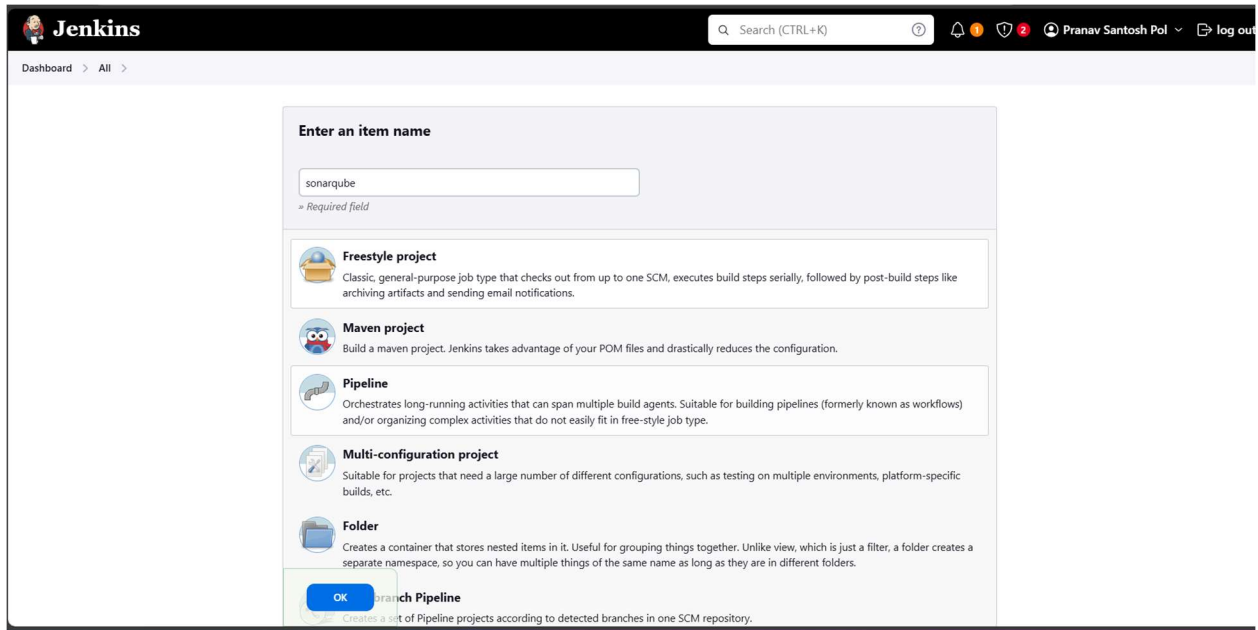 Jenkins
Search (CTRL+K)
?
1
2
Pranav Santosh Pol
log out
Dashboard > All >
Enter an item name
sonarqube
» Required field
Freestyle project
Classic, general-purpose job type that checks out from up to one SCM, executes build steps serially, followed by post-build steps like
archiving artifacts and sending email notifications.
Maven project
Build a maven project. Jenkins takes advantage of your POM files and drastically reduces the configuration.
Pipeline
Orchestrates long-running activities that can span multiple build agents. Suitable for building pipelines (formerly known as workflows)
and/or organizing complex activities that do not easily fit in free-style job type.
Multi-configuration project
Suitable for projects that need a large number of different configurations, such as testing on multiple environments, platform-specific
builds, etc.
Folder
Creates a container that stores nested items in it. Useful for grouping things together. Unlike view, which is just a filter, a folder creates a
separate namespace, so you can have multiple things of the same name as long as they are in different folders.
OK
branch Pipeline
Creates a set of Pipeline projects according to detected branches in one SCM repository.